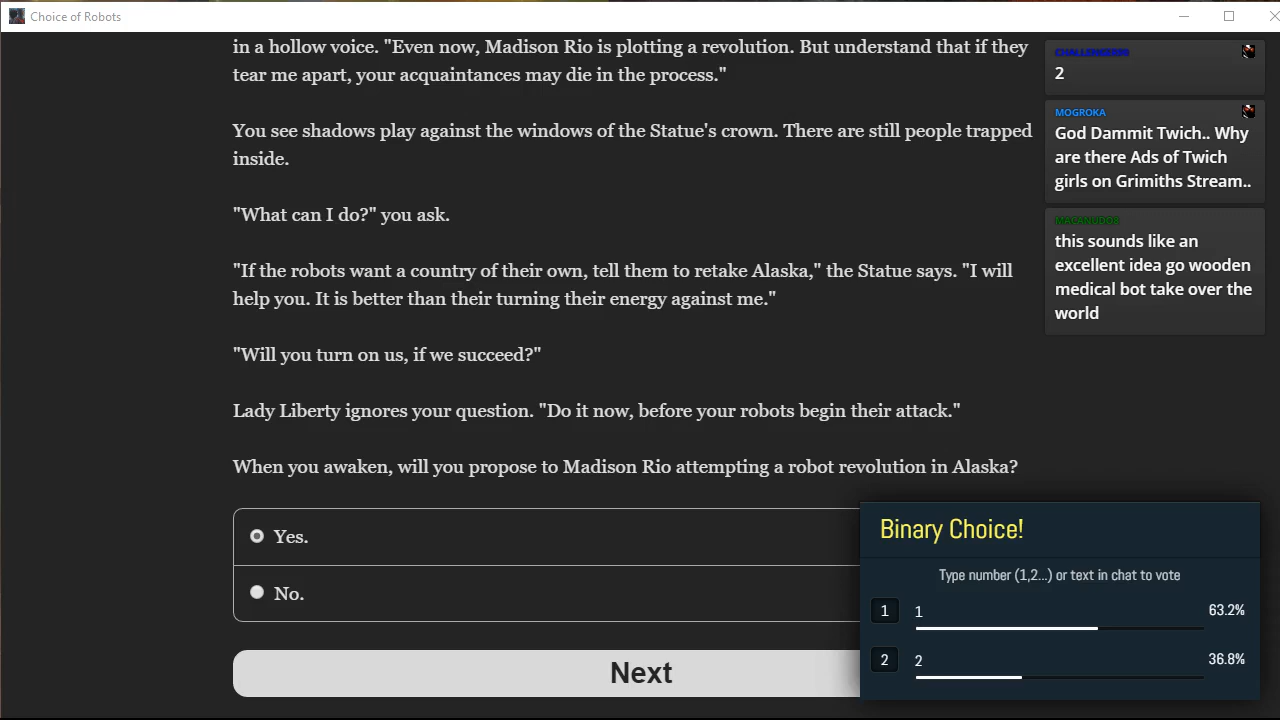 Choice of Robots
in a hollow voice. "Even now, Madison Rio is plotting a revolution. But understand that if they
tear me apart, your acquaintances may die in the process."
You see shadows play against the windows of the Statue's crown. There are still people trapped
inside.
"What can I do?" you ask.
"If the robots want a country of their own, tell them to retake Alaska," the Statue says. "I will
help you. It is better than their turning their energy against me."
"Will you turn on us, if we succeed?"
Lady Liberty ignores your question. "Do it now, before your robots begin their attack."
When you awaken, will you propose to Madison Rio attempting a robot revolution in Alaska?
Yes.
No.
Next
2
MOGROKA
God Dammit Twich.. Why
are there Ads of Twich
girls on Grimiths Stream..
MACANUDO3
this sounds like an
excellent idea go wooden
medical bot take over the
world
Binary Choice!
Type number (1,2...) or text in chat to vote
1 1 63.2%
2 2 36.8%